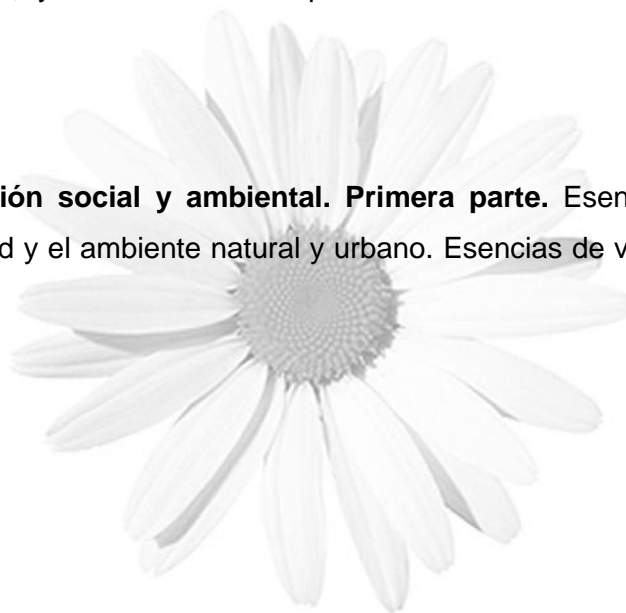 ión social y ambiental. Primera parte. Esen
d y el ambiente natural y urbano. Esencias de v